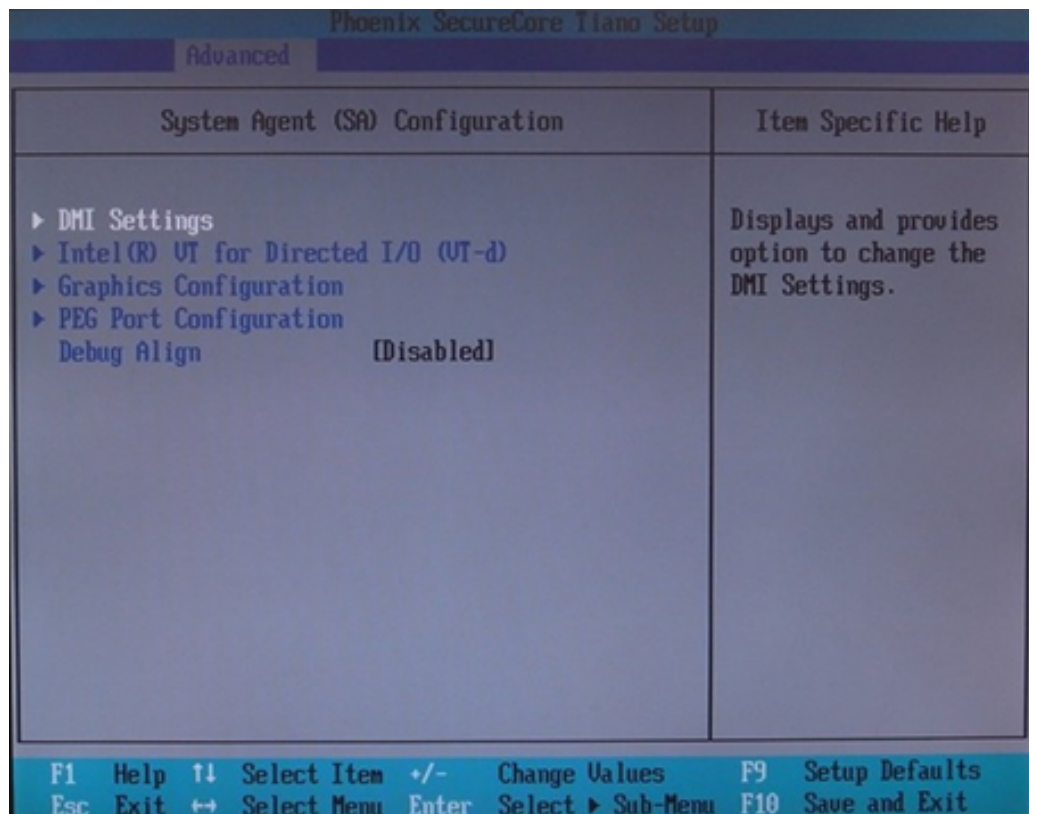 Phoenix SecureCore Tiano Setup
Advanced
System Agent (SA) Configuration
Item Specific Help
▶ DMI Settings
▶ Intel(R) VT for Directed I/O (VT-d)
▶ Graphics Configuration
▶ PEG Port Configuration
Debug Align [Disabled]
Displays and provides
option to change the
DMI Settings.
F1 Help ↑↓ Select Item +/- Change Values F9 Setup Defaults
Esc Exit ↔ Select Menu Enter Select ▶ Sub-Menu F10 Save and Exit